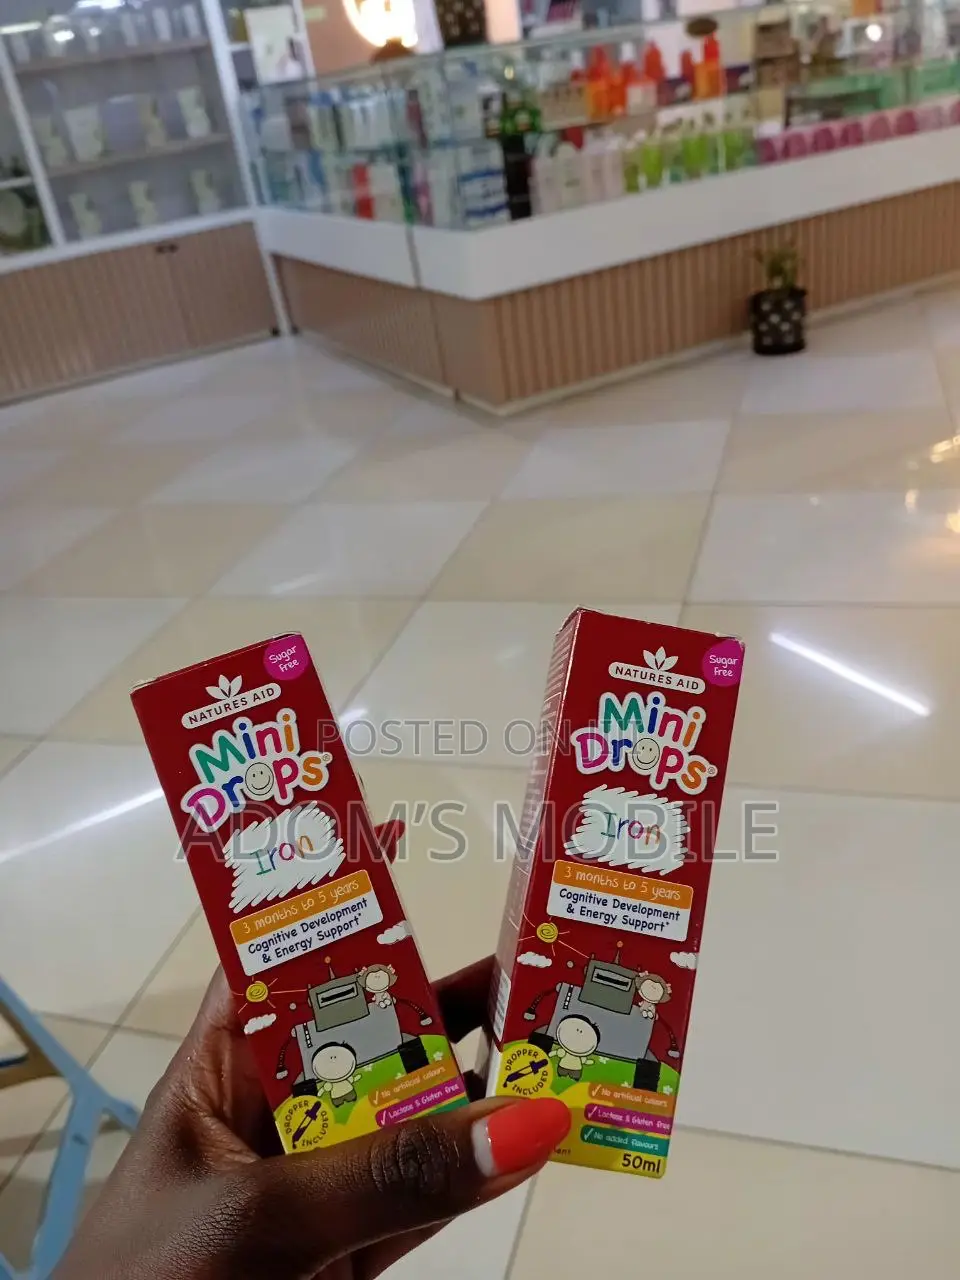 Sugar
Free
NATURES AID
Mini
Drops
Iron
3 months to 5 years
Cognitive Development
& Energy Support*
DROPPER
INCLUDED
No artificial colours
Lactose & Gluten free
Sugar
Free
NATURES AID
Mini
Drops®
Iron
3 months to 5 years
Cognitive Development
& Energy Support*
DROPPER
INCLUDED
No artificial colours
Lactose & Gluten free
No added flavours
50ml
POSTED ON
ADOM'S MOBILE